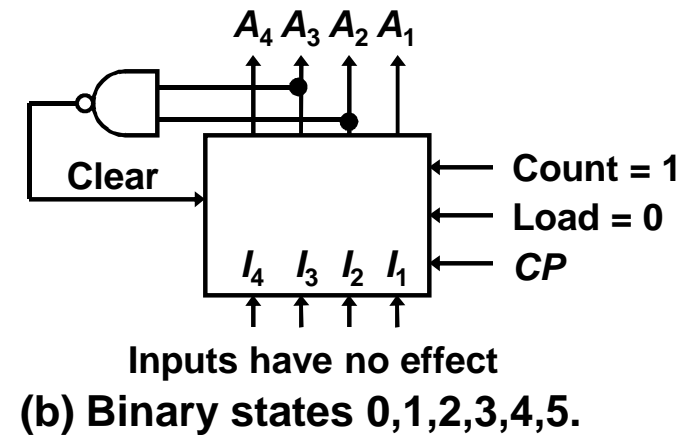 A4 A3 A2 A1
Clear
Count = 1
Load = 0
I4 I3 I2 I1
CP
Inputs have no effect
(b) Binary states 0,1,2,3,4,5.